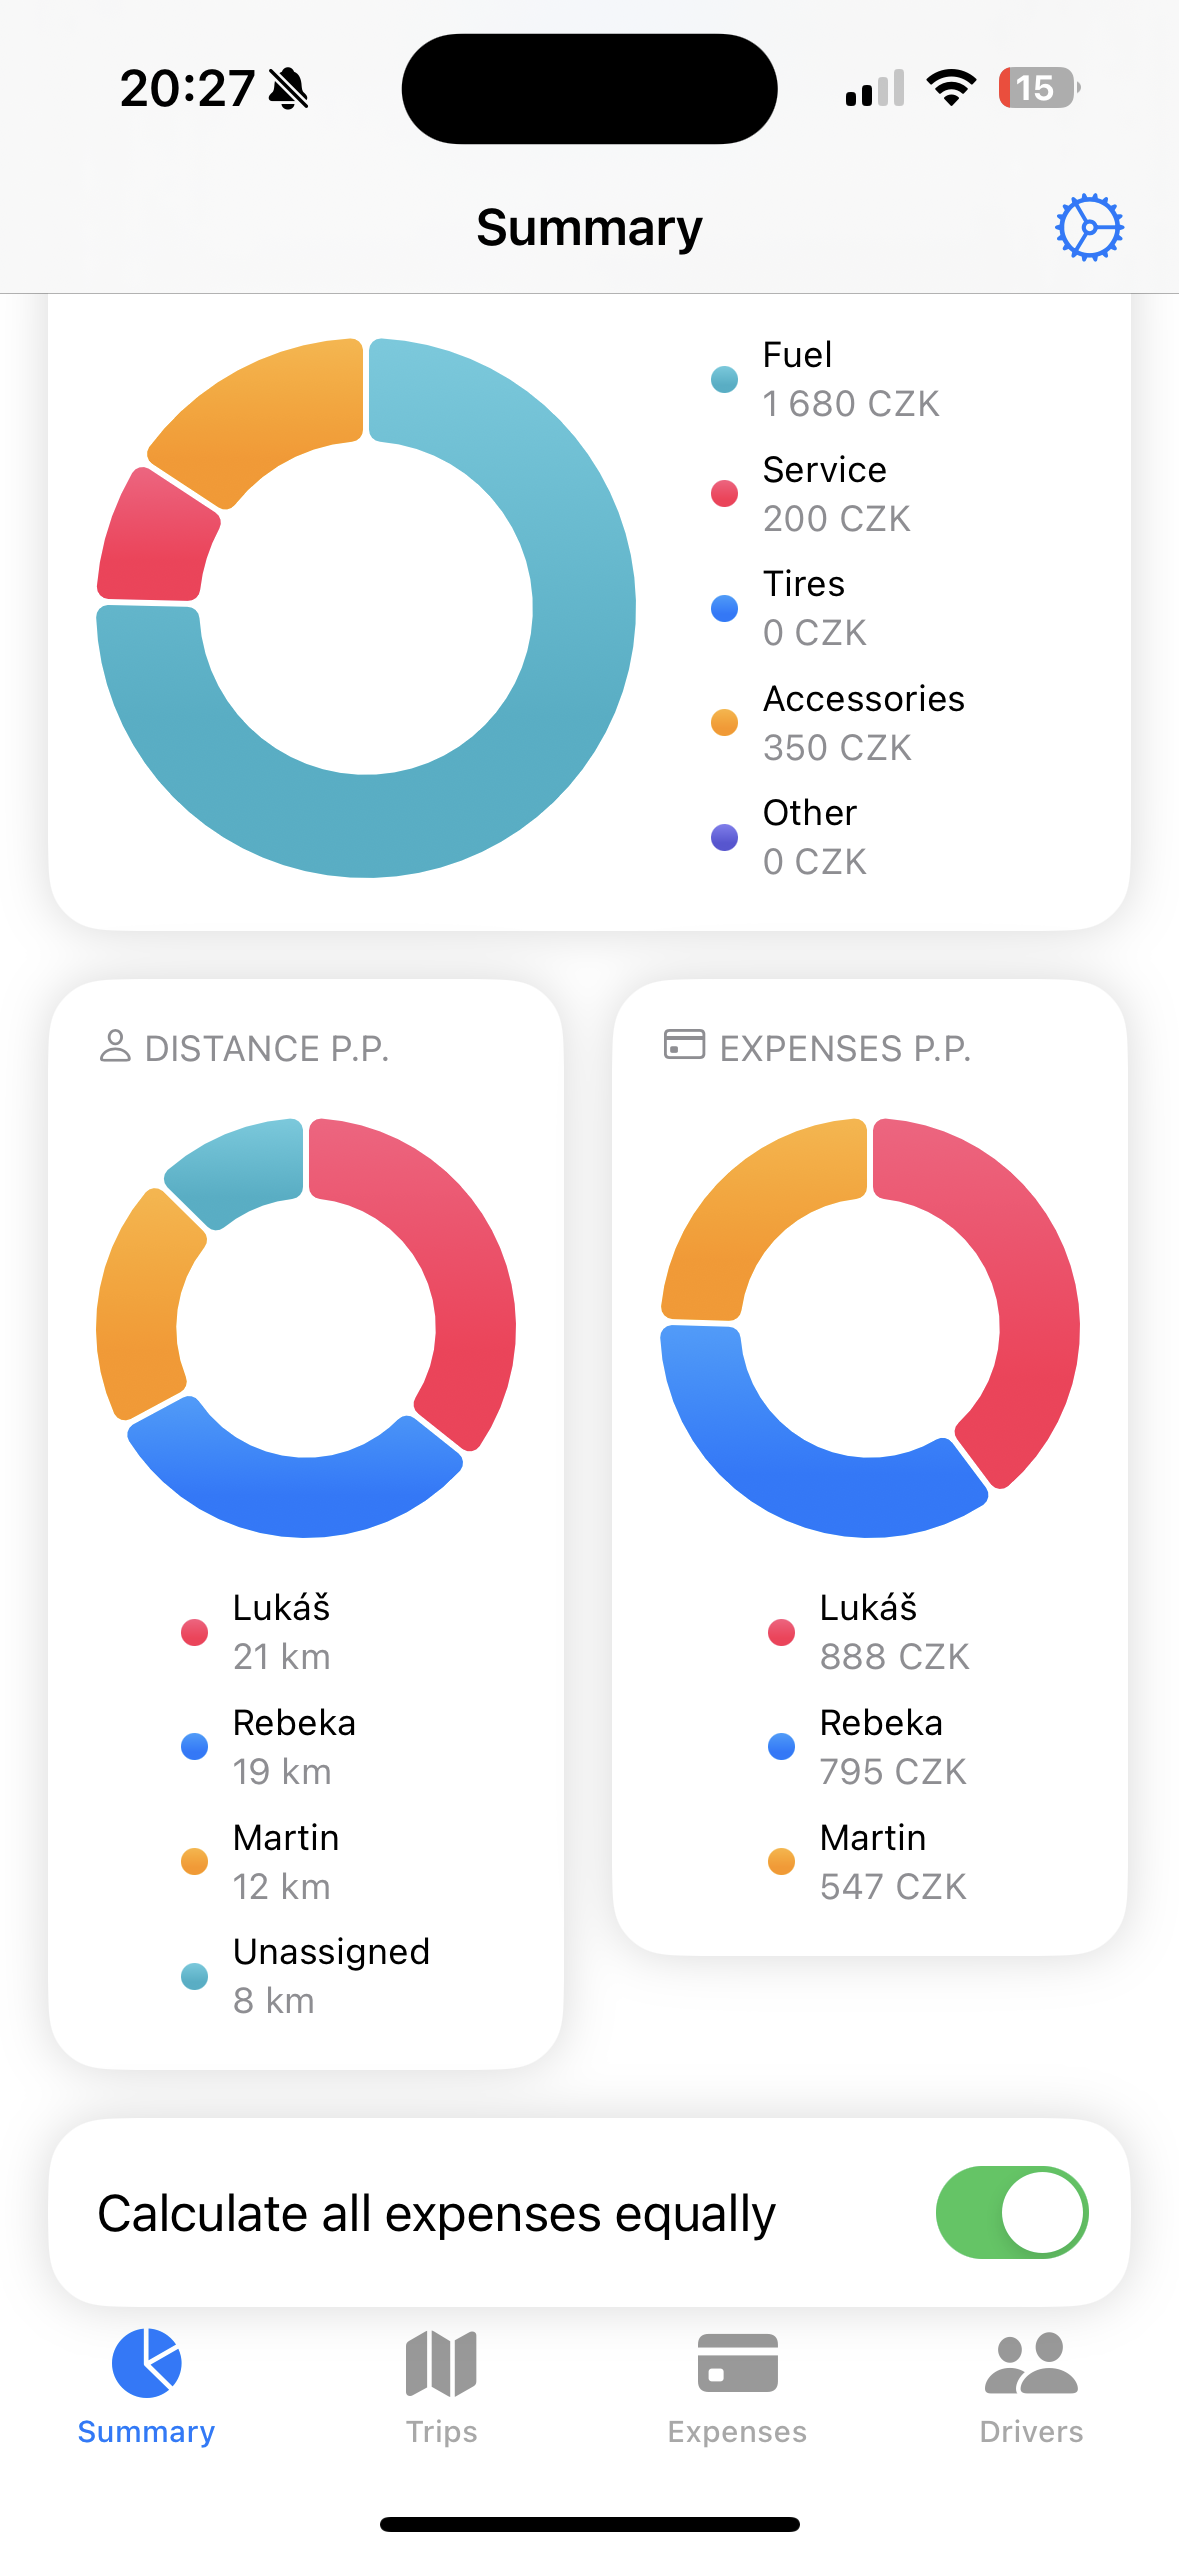 20:27
15
Summary
Fuel
1 680 CZK
Service
200 CZK
Tires
0 CZK
Accessories
350 CZK
Other
0 CZK
DISTANCE P.P.
Lukáš
21 km
Rebeka
19 km
Martin
12 km
Unassigned
8 km
EXPENSES P.P.
Lukáš
888 CZK
Rebeka
795 CZK
Martin
547 CZK
Calculate all expenses equally
Summary
Trips
Expenses
Drivers